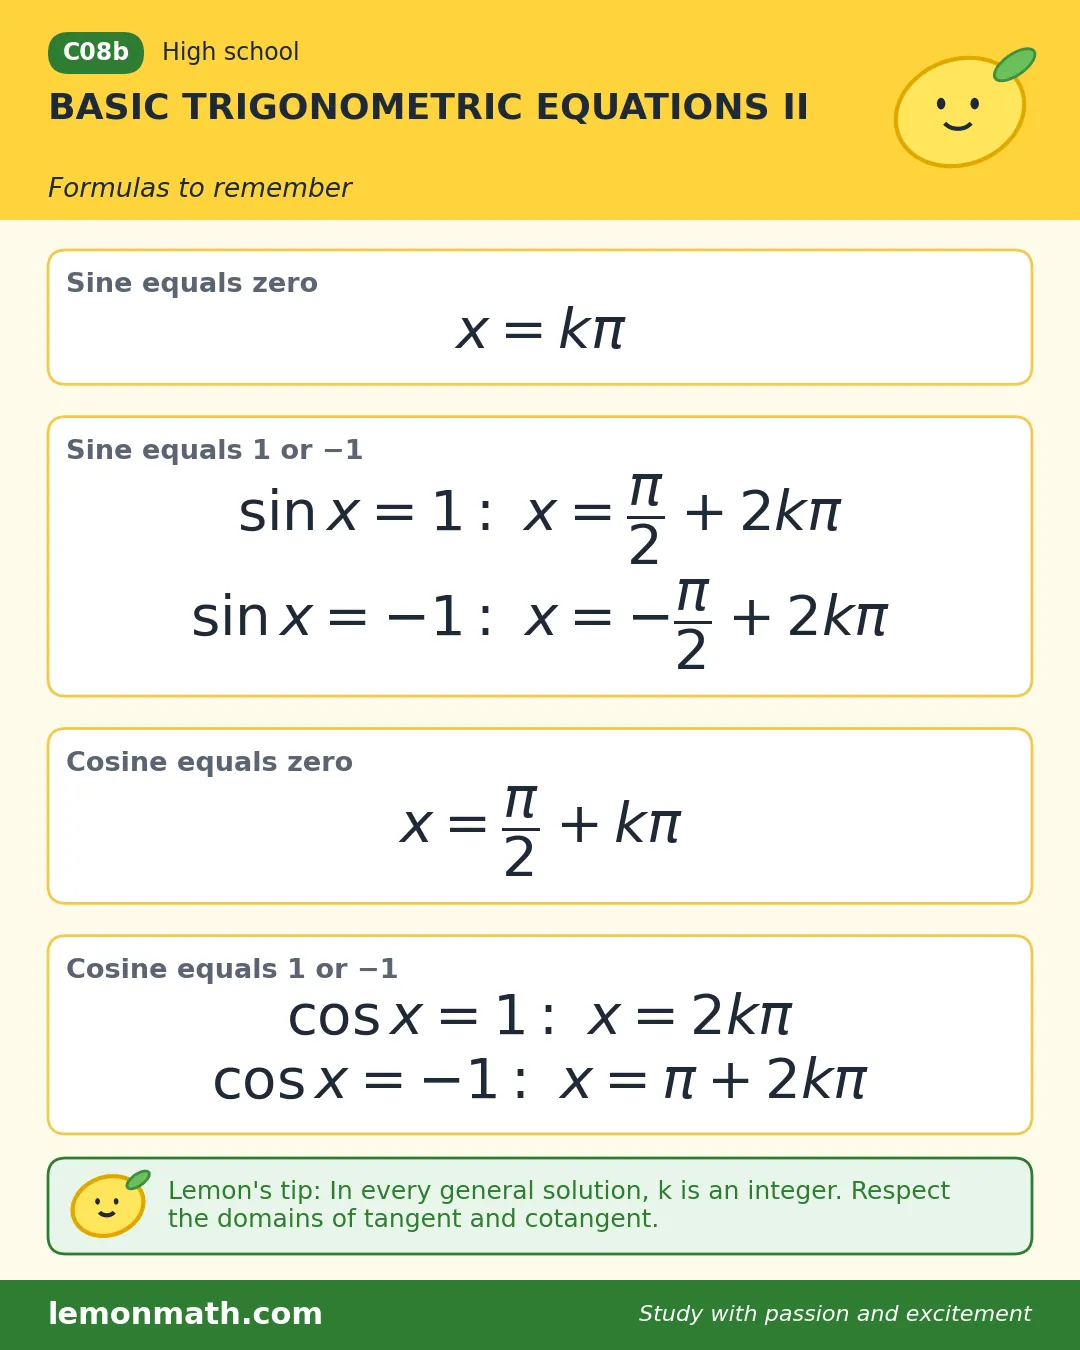 C08b High school
BASIC TRIGONOMETRIC EQUATIONS II
Formulas to remember
Sine equals zero
x = kπ
Sine equals 1 or −1
sin x = 1 : x = π/2 + 2kπ
sin x = −1 : x = −π/2 + 2kπ
Cosine equals zero
x = π/2 + kπ
Cosine equals 1 or −1
cos x = 1 : x = 2kπ
cos x = −1 : x = π + 2kπ
Lemon's tip: In every general solution, k is an integer. Respect
the domains of tangent and cotangent.
lemonmath.com
Study with passion and excitement